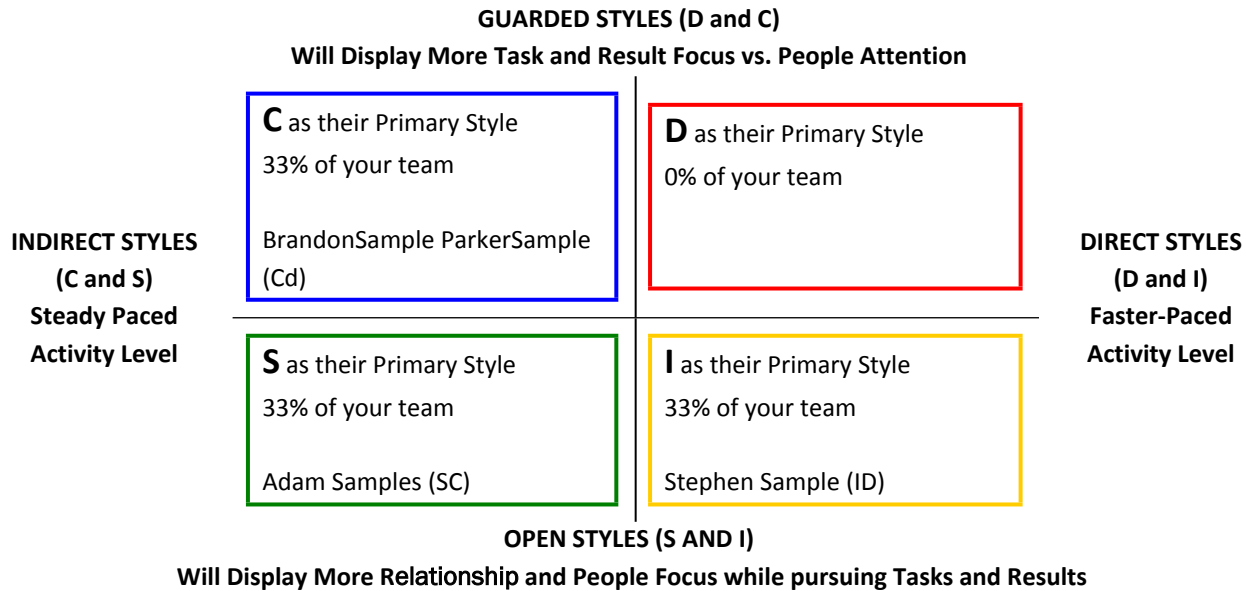 GUARDED STYLES (D and C)
Will Display More Task and Result Focus vs. People Attention
C as their Primary Style
33% of your team
BrandonSample ParkerSample
(Cd)
D as their Primary Style
0% of your team
INDIRECT STYLES
(C and S)
Steady Paced
Activity Level
DIRECT STYLES
(D and I)
Faster-Paced
Activity Level
S as their Primary Style
33% of your team
Adam Samples (SC)
I as their Primary Style
33% of your team
Stephen Sample (ID)
OPEN STYLES (S AND I)
Will Display More Relationship and People Focus while pursuing Tasks and Results